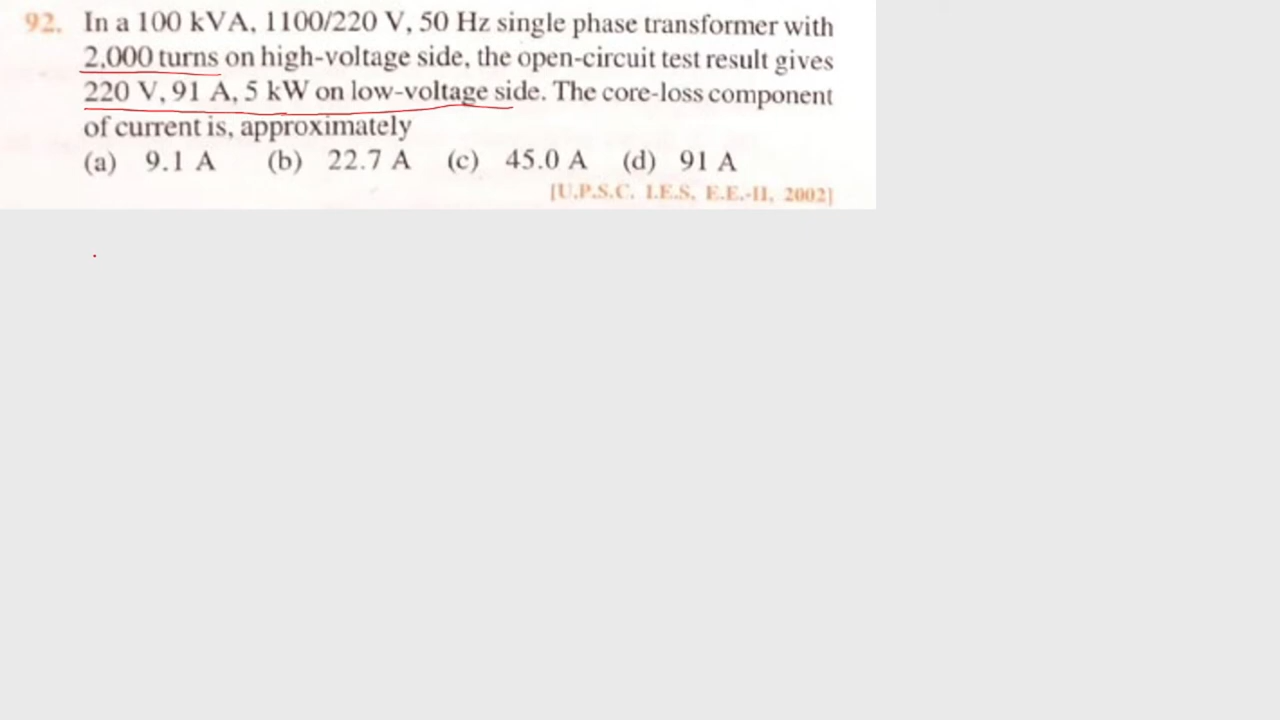 92. In a 100 kVA, 1100/220 V, 50 Hz single phase transformer with
2,000 turns on high-voltage side, the open-circuit test result gives
220 V, 91 A, 5 kW on low-voltage side. The core-loss component
of current is, approximately
(a) 9.1 A (b) 22.7 A (c) 45.0 A (d) 91 A
[U.P.S.C. I.E.S. E.E.-II, 2002]